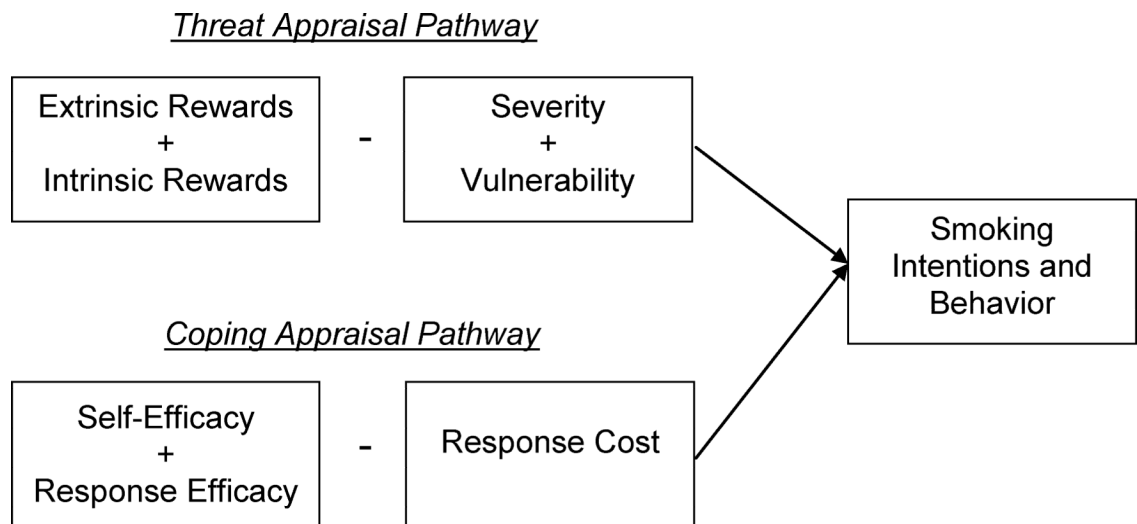 Threat Appraisal Pathway
Extrinsic Rewards
+
Intrinsic Rewards
-
Severity
+
Vulnerability
Smoking
Intentions and
Behavior
Coping Appraisal Pathway
Self-Efficacy
+
Response Efficacy
-
Response Cost